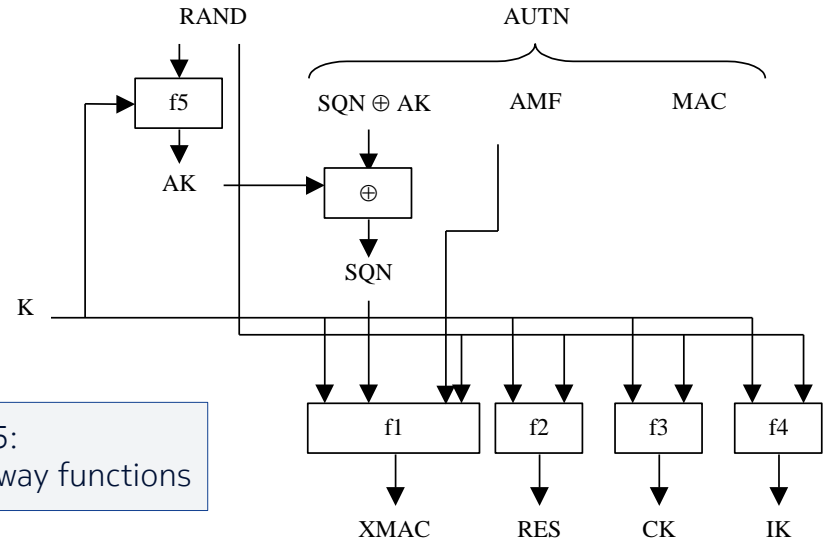 RAND AUTN
f5 SQN ⊕ AK AMF MAC
AK ⊕
SQN
K
f1 f2 f3 f4
5:
way functions
XMAC RES CK IK